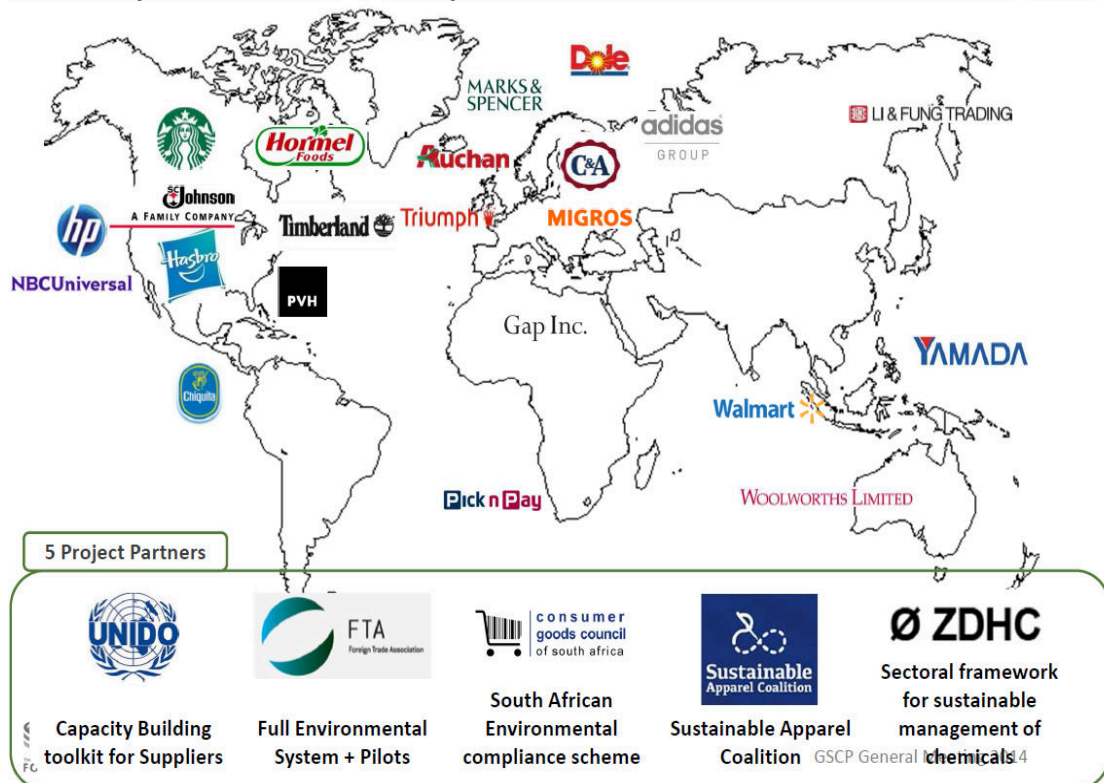 Dole
MARKS &
SPENCER
adidas
GROUP
LI & FUNG TRADING
Hormel
Foods
Auchan
C&A
SC Johnson
A FAMILY COMPANY
hp
Timberland
Triumph
MIGROS
Hasbro
NBCUniversal
PVH
Gap Inc.
YAMADA
Chiquita
Walmart
Pick n Pay
WOOLWORTHS LIMITED
5 Project Partners
UNIDO
FTA
Foreign Trade Association
consumer
goods council
of south africa
Sustainable
Apparel Coalition
Ø ZDHC
Capacity Building
toolkit for Suppliers
Full Environmental
System + Pilots
South African
Environmental
compliance scheme
Sustainable Apparel
Coalition
Sectoral framework
for sustainable
management of
chemicals
GSCP General Meeting 2014